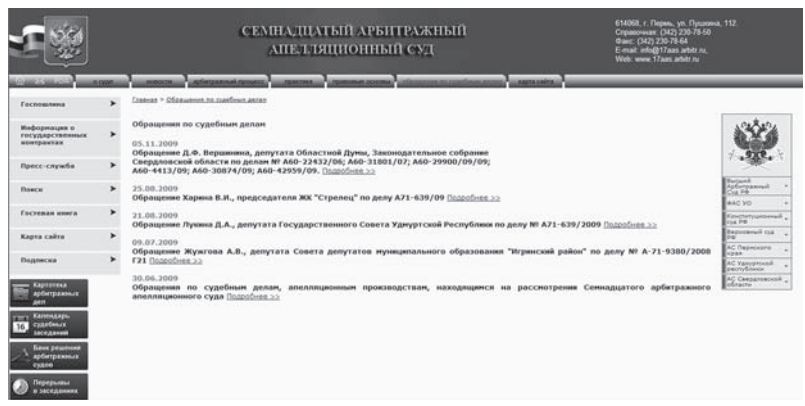 СЕМНАДЦАТЫЙ АРБИТРАЖНЫЙ
АПЕЛЛЯЦИОННЫЙ СУД
614068, г. Пермь, ул. Пушкина, 112
Справочная: (342) 230-78-50
Факс: (342) 230-78-64
E-mail: info@17aas.arbitr.ru,
Web: www.17aas.arbitr.ru
о суде
новости
арбитражный процесс
практика
правовые основы
обращения по судебным делам
карта сайта
Госпошлина
Информация о
государственных
контрактах
Пресс-служба
Поиск
Гостевая книга
Карта сайта
Подписка
Картотека
арбитражных
дел
16
Календарь
судебных
заседаний
Банк решений
арбитражных
судов
Перерывы
в заседаниях
Главная > Обращения по судебным делам
Обращения по судебным делам
05.11.2009
Обращение Д.Ф. Вершинина, депутата Областной Думы, Законодательное собрание
Свердловской области по делам № А60-22432/06; А60-31801/07; А60-29900/09/09;
А60-4413/09; А60-30874/09; А60-42959/09. Подробнее >>
25.08.2009
Обращение Харина В.И., председателя ЖК "Стрелец" по делу А71-639/09 Подробнее >>
21.08.2009
Обращение Лукина Д.А., депутата Государственного Совета Удмуртской Республики по делу № А71-639/2009 Подробнее >>
09.07.2009
Обращение Жужгова А.В., депутата Совета депутатов муниципального образования "Игринский район" по делу № А-71-9380/2008
Г21 Подробнее >>
30.06.2009
Обращения по судебным делам, апелляционным производствам, находящимся на рассмотрении Семнадцатого арбитражного
апелляционного суда Подробнее >>
Высший
Арбитражный
Суд РФ
ФАС УО
Конституционный
суд РФ
Верховный суд
РФ
АС Пермского
края
АС Удмуртской
республики
АС Свердловской
области